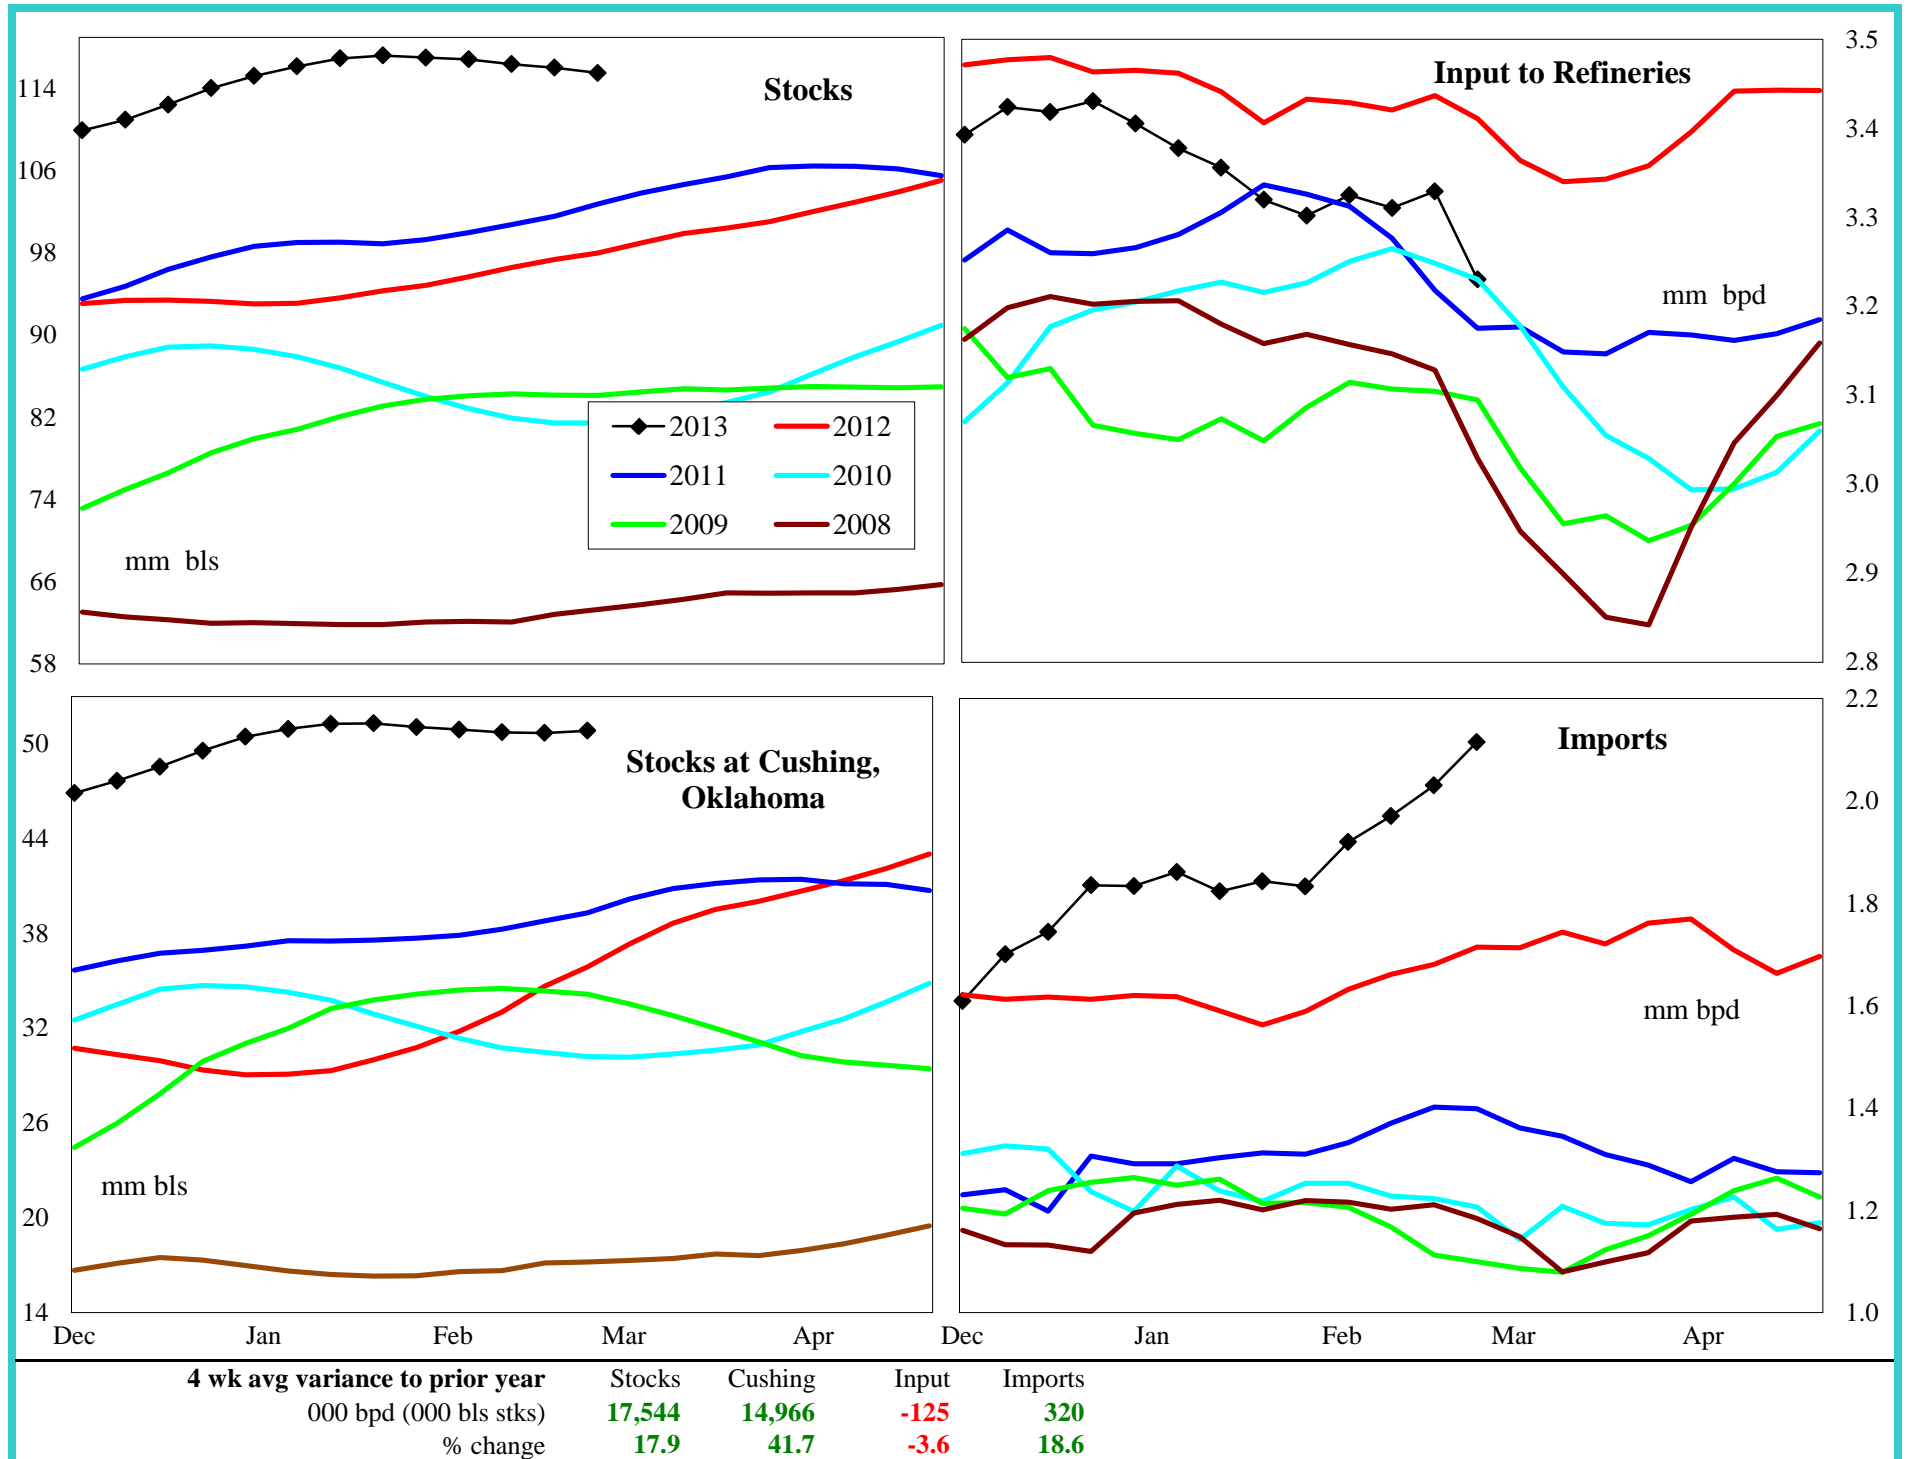 Stocks
114
106
98
90
82
74
66
58
mm bls
2013 2012
2011 2010
2009 2008
Input to Refineries
3.5
3.4
3.3
3.2
3.1
3.0
2.9
2.8
mm bpd
Stocks at Cushing,
Oklahoma
50
44
38
32
26
20
14
mm bls
Dec Jan Feb Mar Apr
Imports
2.2
2.0
1.8
1.6
1.4
1.2
1.0
mm bpd
Dec Jan Feb Mar Apr
4 wk avg variance to prior year Stocks Cushing Input Imports
000 bpd (000 bls stks) 17,544 14,966 -125 320
% change 17.9 41.7 -3.6 18.6